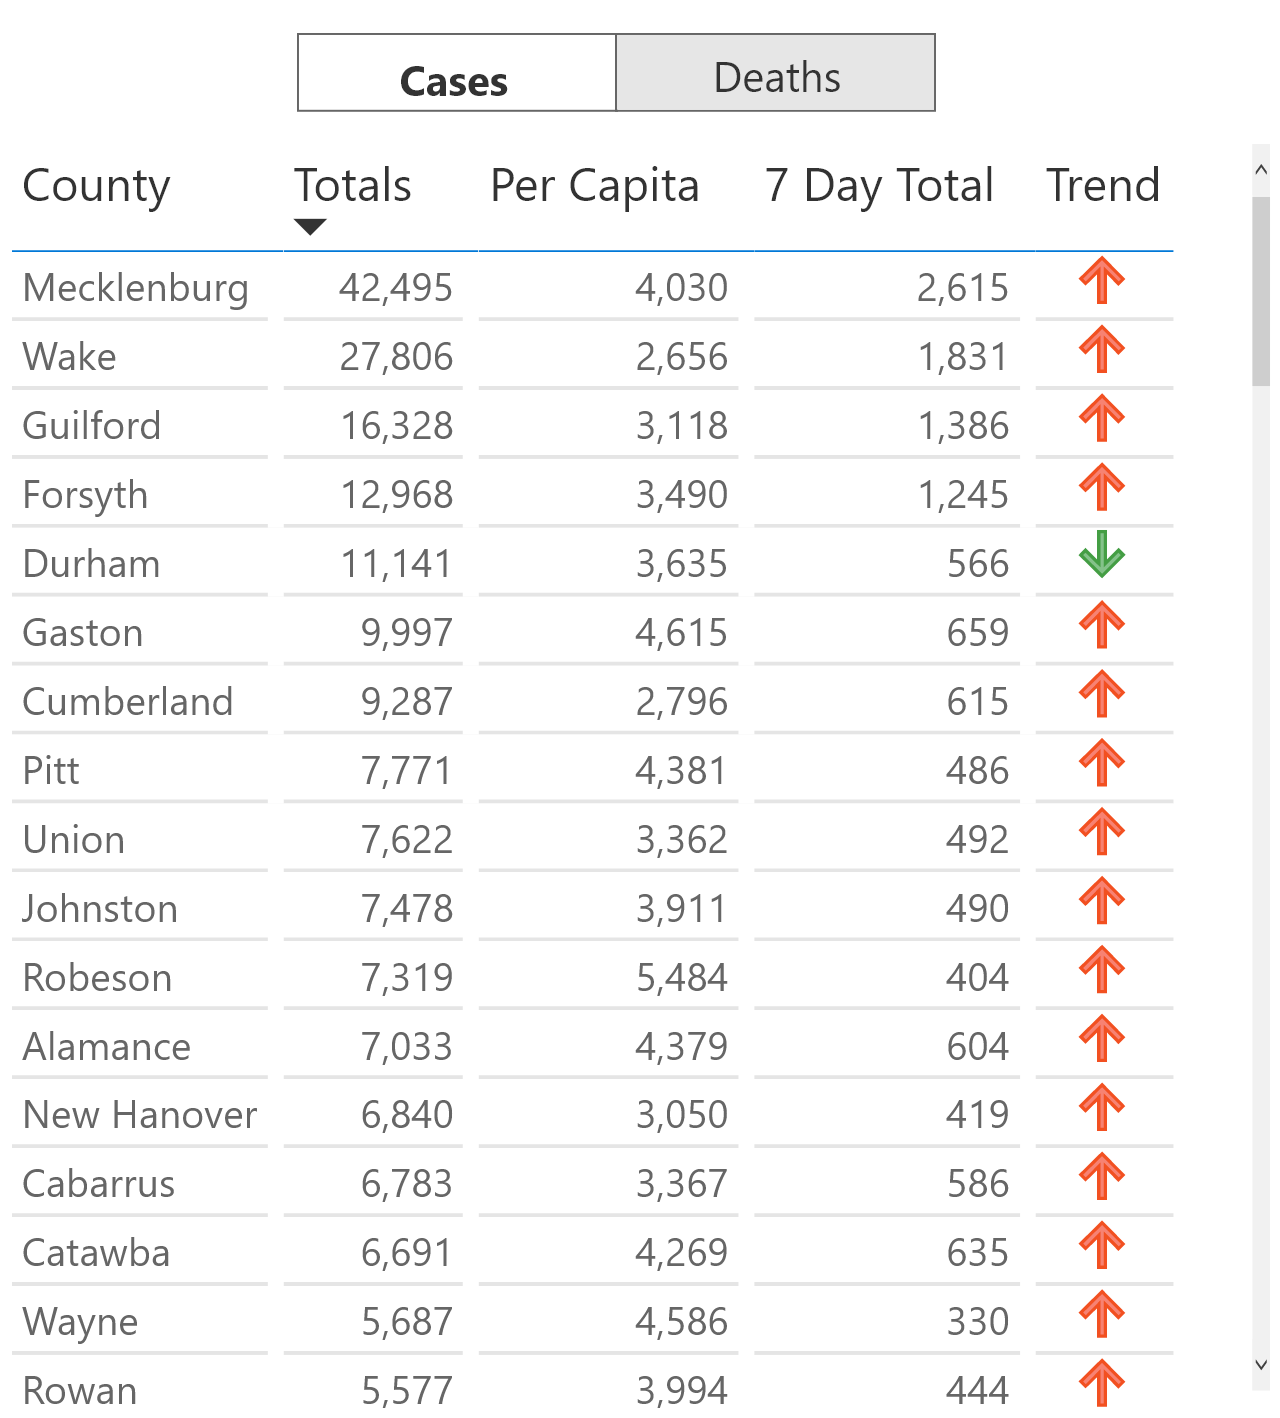 Cases Deaths
County Totals Per Capita 7 Day Total Trend
Mecklenburg 42,495 4,030 2,615
Wake 27,806 2,656 1,831
Guilford 16,328 3,118 1,386
Forsyth 12,968 3,490 1,245
Durham 11,141 3,635 566
Gaston 9,997 4,615 659
Cumberland 9,287 2,796 615
Pitt 7,771 4,381 486
Union 7,622 3,362 492
Johnston 7,478 3,911 490
Robeson 7,319 5,484 404
Alamance 7,033 4,379 604
New Hanover 6,840 3,050 419
Cabarrus 6,783 3,367 586
Catawba 6,691 4,269 635
Wayne 5,687 4,586 330
Rowan 5,577 3,994 444